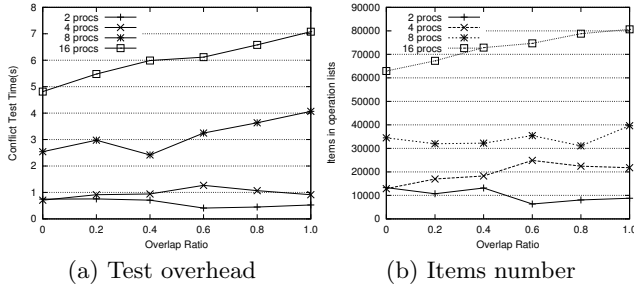 8
7
6
5
4
3
2
1
0
Conflict Test Time(s)
2 procs
4 procs
8 procs
16 procs
0 0.2 0.4 0.6 0.8 1.0
Overlap Ratio
(a) Test overhead
90000
80000
70000
60000
50000
40000
30000
20000
10000
0
Items in operation lists
2 procs
4 procs
8 procs
16 procs
0 0.2 0.4 0.6 0.8 1.0
Overlap Ratio
(b) Items number